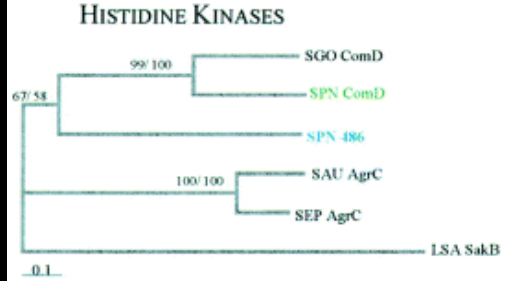 HISTIDINE KINASES
SGO ComD
99/100
SPN ComD
67/58
SPN 486
SAU AgrC
100/100
SEP AgrC
LSA SakB
0.1